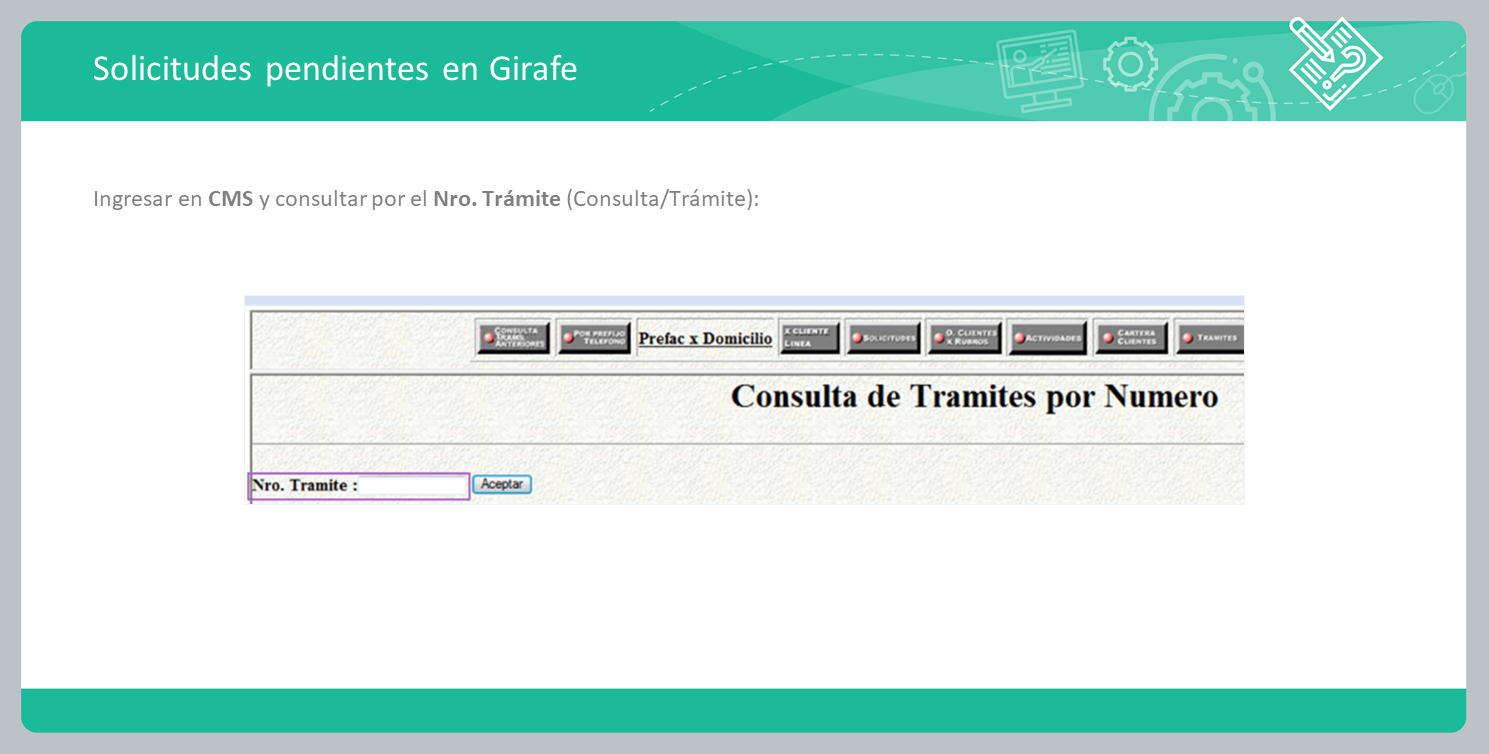 Solicitudes pendientes en Girafe
Ingresar en CMS y consultar por el Nro. Trámite (Consulta/Trámite):
CONSULTA TRAMS. ANTERIORES POR PREFIJO TELEFONO Prefac x Domicilio X CLIENTE LINEA SOLICITUDES O. CLIENTES X RUBROS ACTIVIDADES CARTERA CLIENTES TRAMITES
Consulta de Tramites por Numero
Nro. Tramite : Aceptar